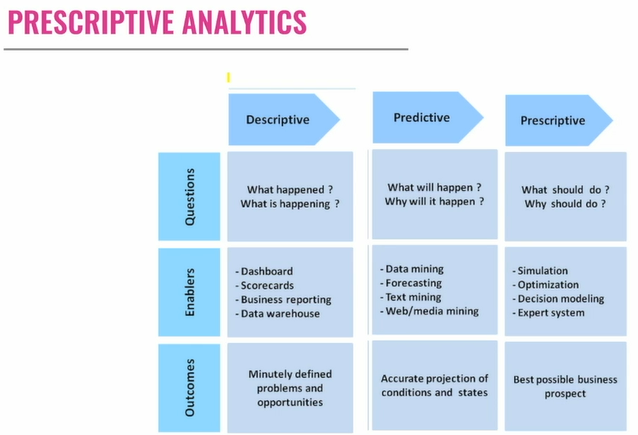 PRESCRIPTIVE ANALYTICS
Descriptive
Predictive
Prescriptive
Questions
What happened ?
What is happening ?
What will happen ?
Why will it happen ?
What should do ?
Why should do ?
Enablers
- Dashboard
- Scorecards
- Business reporting
- Data warehouse
- Data mining
- Forecasting
- Text mining
- Web/media mining
- Simulation
- Optimization
- Decision modeling
- Expert system
Outcomes
Minutely defined
problems and
opportunities
Accurate projection of
conditions and states
Best possible business
prospect